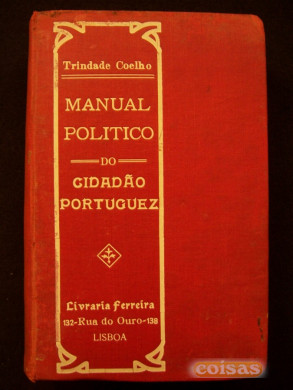 Trindade Coelho
MANUAL
POLITICO
DO
CIDADÃO
PORTUGUEZ
Livraria Ferreira
132-Rua do Ouro-138
LISBOA
coisas